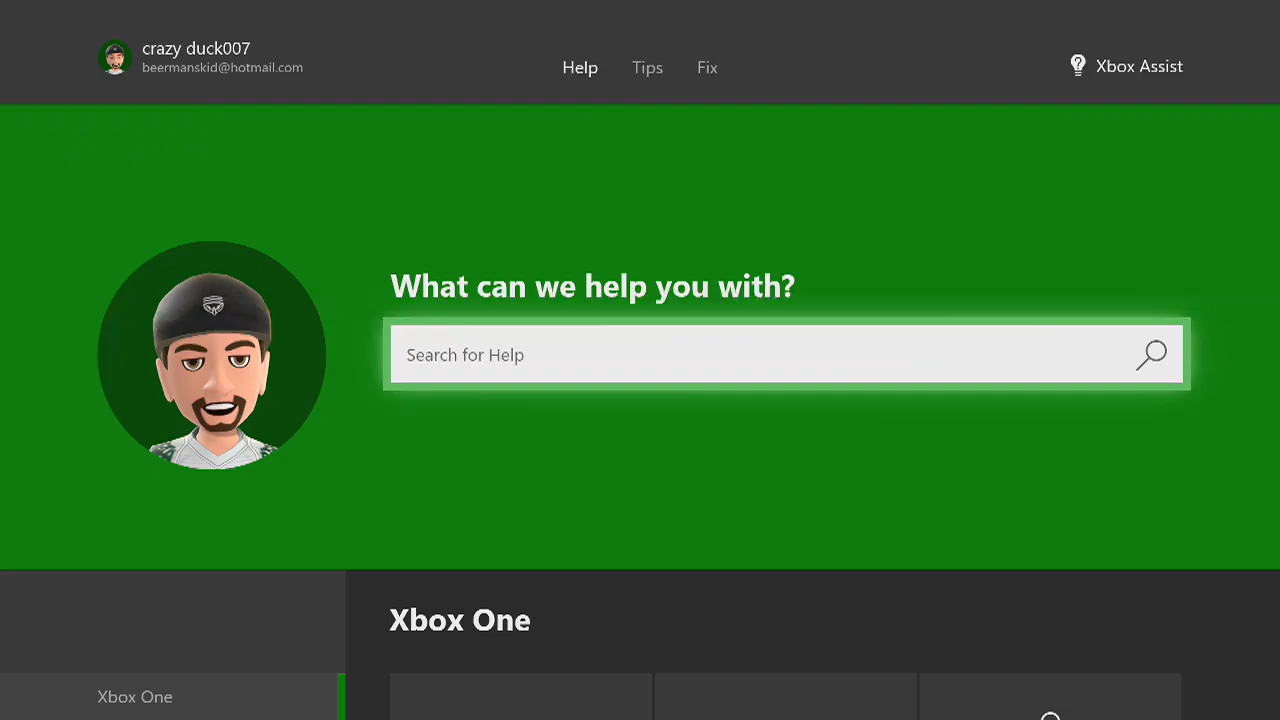 crazy duck007
beermanskid@hotmail.com
Help
Tips
Fix
Xbox Assist
What can we help you with?
Search for Help
Xbox One
Xbox One